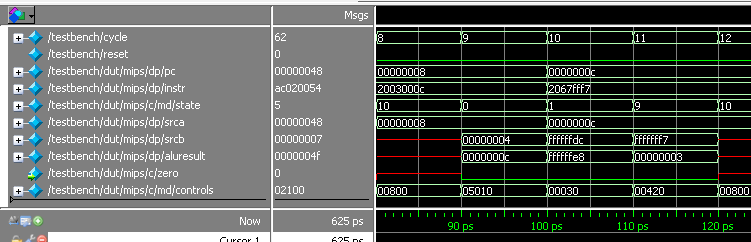 Msgs
/testbench/cycle 62 8 9 10 11 12
/testbench/reset 0
/testbench/dut/mips/dp/pc 00000048 00000008 0000000c
/testbench/dut/mips/dp/instr ac020054 2003000c 2067fff7
/testbench/dut/mips/c/md/state 5 10 0 1 9 10
/testbench/dut/mips/dp/srca 00000048 00000008 0000000c
/testbench/dut/mips/dp/srcb 00000007 00000004 ffffffdc fffffff7
/testbench/dut/mips/dp/aluresult 0000004f 0000000c ffffffe8 00000003
/testbench/dut/mips/c/zero 0
/testbench/dut/mips/c/md/controls 02100 00800 05010 00030 00420 00800
Now 625 ps 90 ps 100 ps 110 ps 120 ps
Cursor 1 0 ps